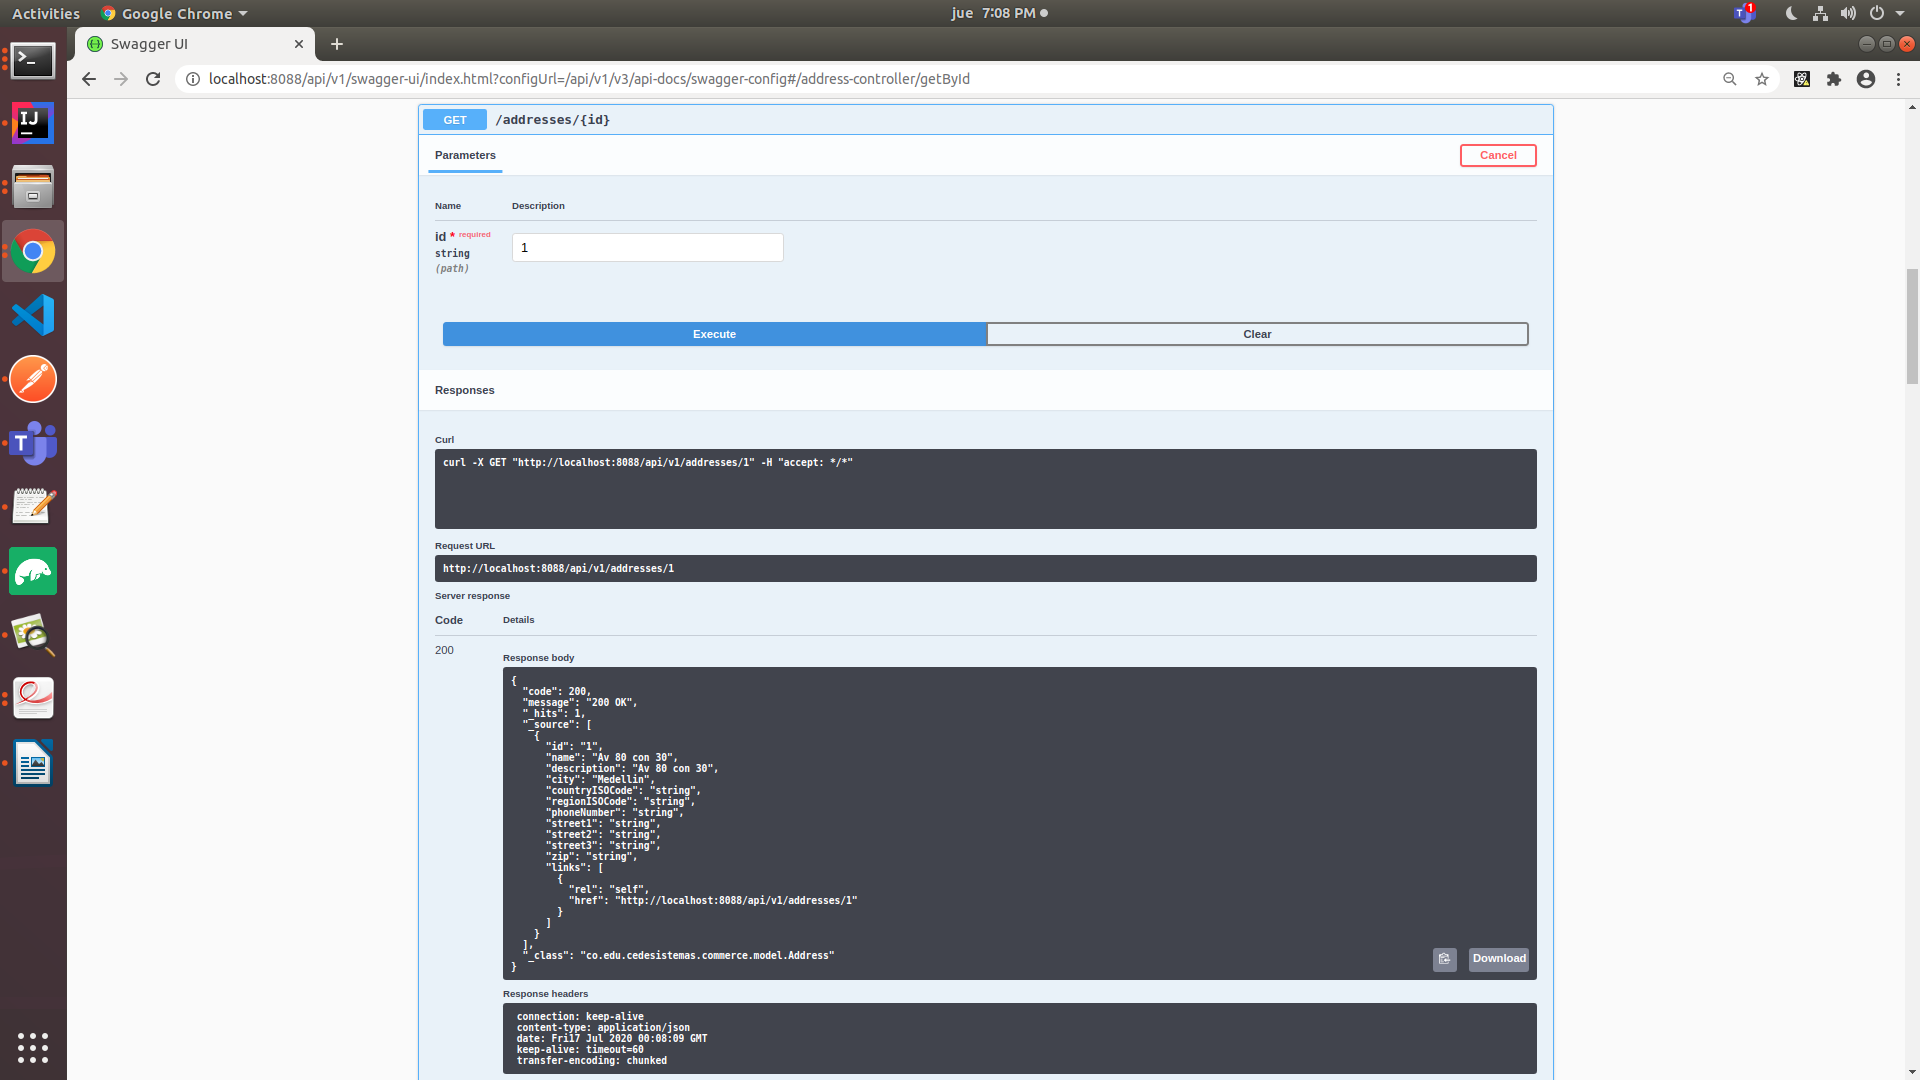 Activities
Google Chrome
jue 7:08 PM
1
Swagger UI
localhost:8088/api/v1/swagger-ui/index.html?configUrl=/api/v1/v3/api-docs/swagger-config#/address-controller/getById
GET /addresses/{id}
Parameters
Cancel
Name Description
id * required
string
(path)
1
Execute
Clear
Responses
Curl
curl -X GET "http://localhost:8088/api/v1/addresses/1" -H "accept: */*"
Request URL
http://localhost:8088/api/v1/addresses/1
Server response
Code Details
200
Response body
{
  "code": 200,
  "message": "200 OK",
  "_hits": 1,
  "_source": [
    {
      "id": "1",
      "name": "Av 80 con 30",
      "description": "Av 80 con 30",
      "city": "Medellin",
      "countryISOCode": "string",
      "regionISOCode": "string",
      "phoneNumber": "string",
      "street1": "string",
      "street2": "string",
      "street3": "string",
      "zip": "string",
      "links": [
        {
          "rel": "self",
          "href": "http://localhost:8088/api/v1/addresses/1"
        }
      ]
    }
  ],
  "_class": "co.edu.cedesistemas.commerce.model.Address"
}
Download
Response headers
connection: keep-alive
content-type: application/json
date: Fri17 Jul 2020 00:08:09 GMT
keep-alive: timeout=60
transfer-encoding: chunked